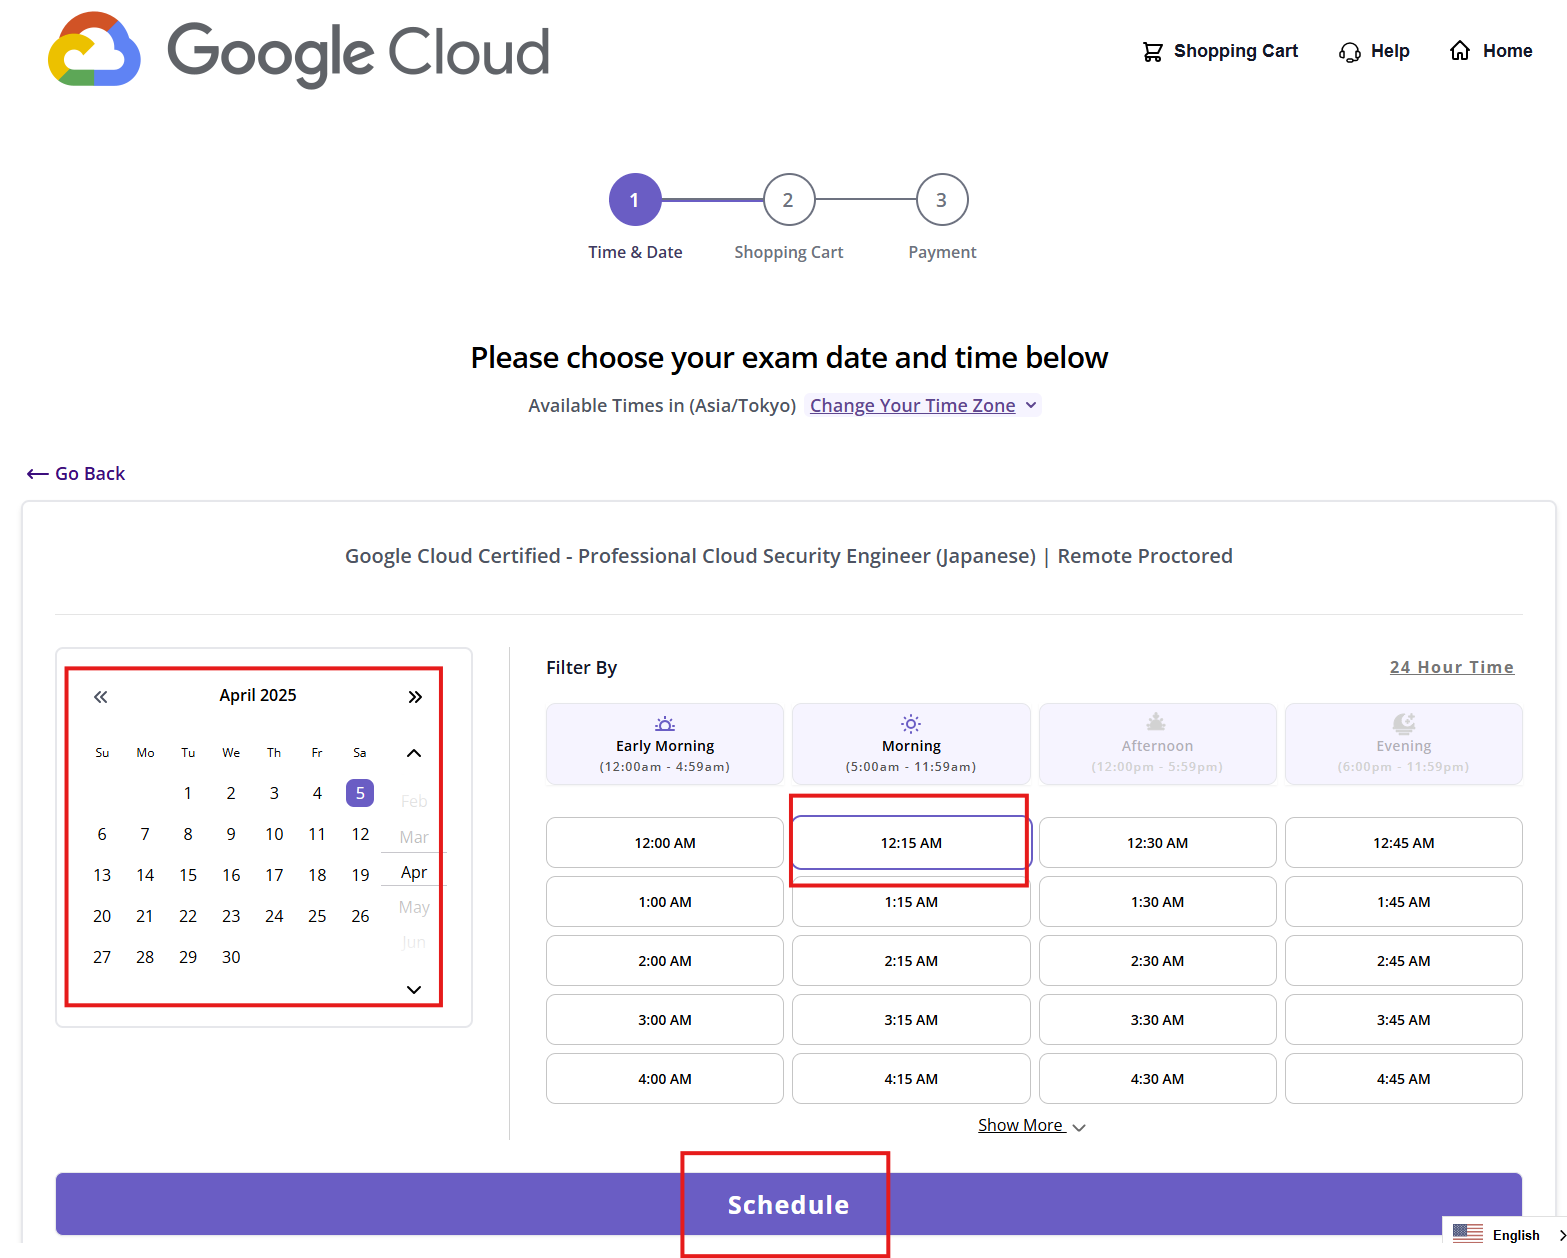 Google Cloud
Shopping Cart Help Home
1 2 3
Time & Date Shopping Cart Payment
Please choose your exam date and time below
Available Times in (Asia/Tokyo) Change Your Time Zone
Go Back
Google Cloud Certified - Professional Cloud Security Engineer (Japanese) | Remote Proctored
April 2025
Su Mo Tu We Th Fr Sa
1 2 3 4 5
6 7 8 9 10 11 12
13 14 15 16 17 18 19
20 21 22 23 24 25 26
27 28 29 30
Feb
Mar
Apr
May
Jun
Filter By
24 Hour Time
Early Morning
(12:00am - 4:59am)
Morning
(5:00am - 11:59am)
Afternoon
(12:00pm - 5:59pm)
Evening
(6:00pm - 11:59pm)
12:00 AM 12:15 AM 12:30 AM 12:45 AM
1:00 AM 1:15 AM 1:30 AM 1:45 AM
2:00 AM 2:15 AM 2:30 AM 2:45 AM
3:00 AM 3:15 AM 3:30 AM 3:45 AM
4:00 AM 4:15 AM 4:30 AM 4:45 AM
Show More
Schedule
English